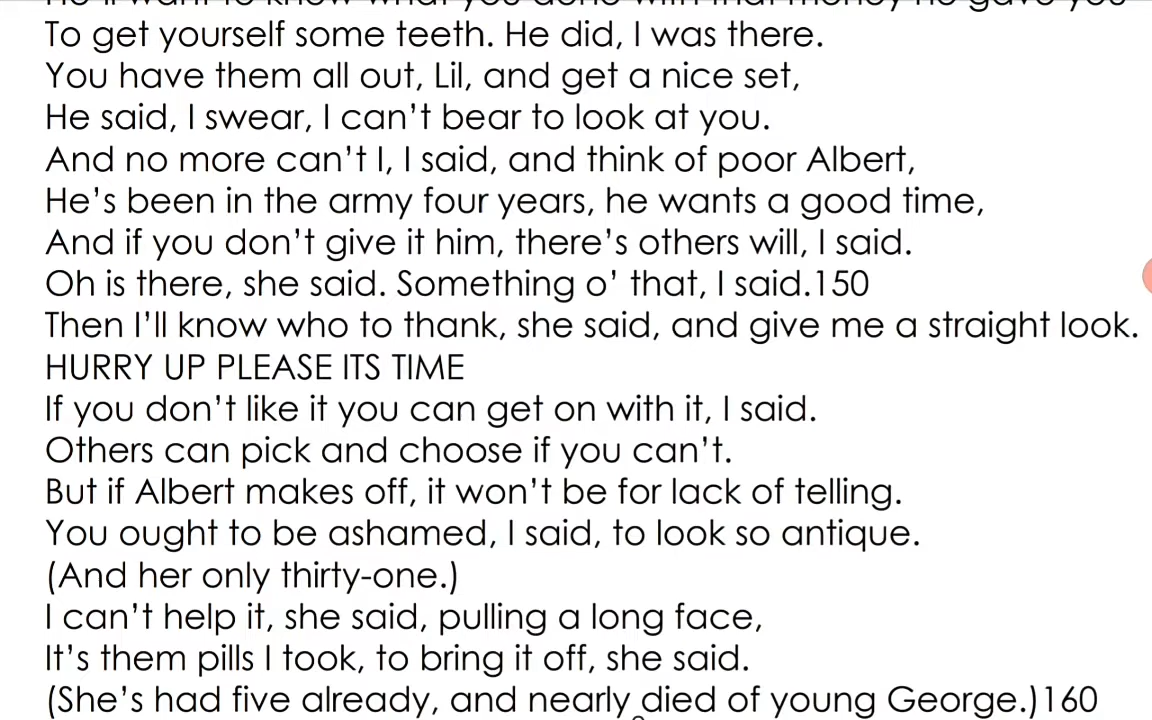 To get yourself some teeth. He did, I was there.
You have them all out, Lil, and get a nice set,
He said, I swear, I can’t bear to look at you.
And no more can’t I, I said, and think of poor Albert,
He’s been in the army four years, he wants a good time,
And if you don’t give it him, there’s others will, I said.
Oh is there, she said. Something o’ that, I said.150
Then I’ll know who to thank, she said, and give me a straight look.
HURRY UP PLEASE ITS TIME
If you don’t like it you can get on with it, I said.
Others can pick and choose if you can’t.
But if Albert makes off, it won’t be for lack of telling.
You ought to be ashamed, I said, to look so antique.
(And her only thirty-one.)
I can’t help it, she said, pulling a long face,
It’s them pills I took, to bring it off, she said.
(She’s had five already, and nearly died of young George.)160